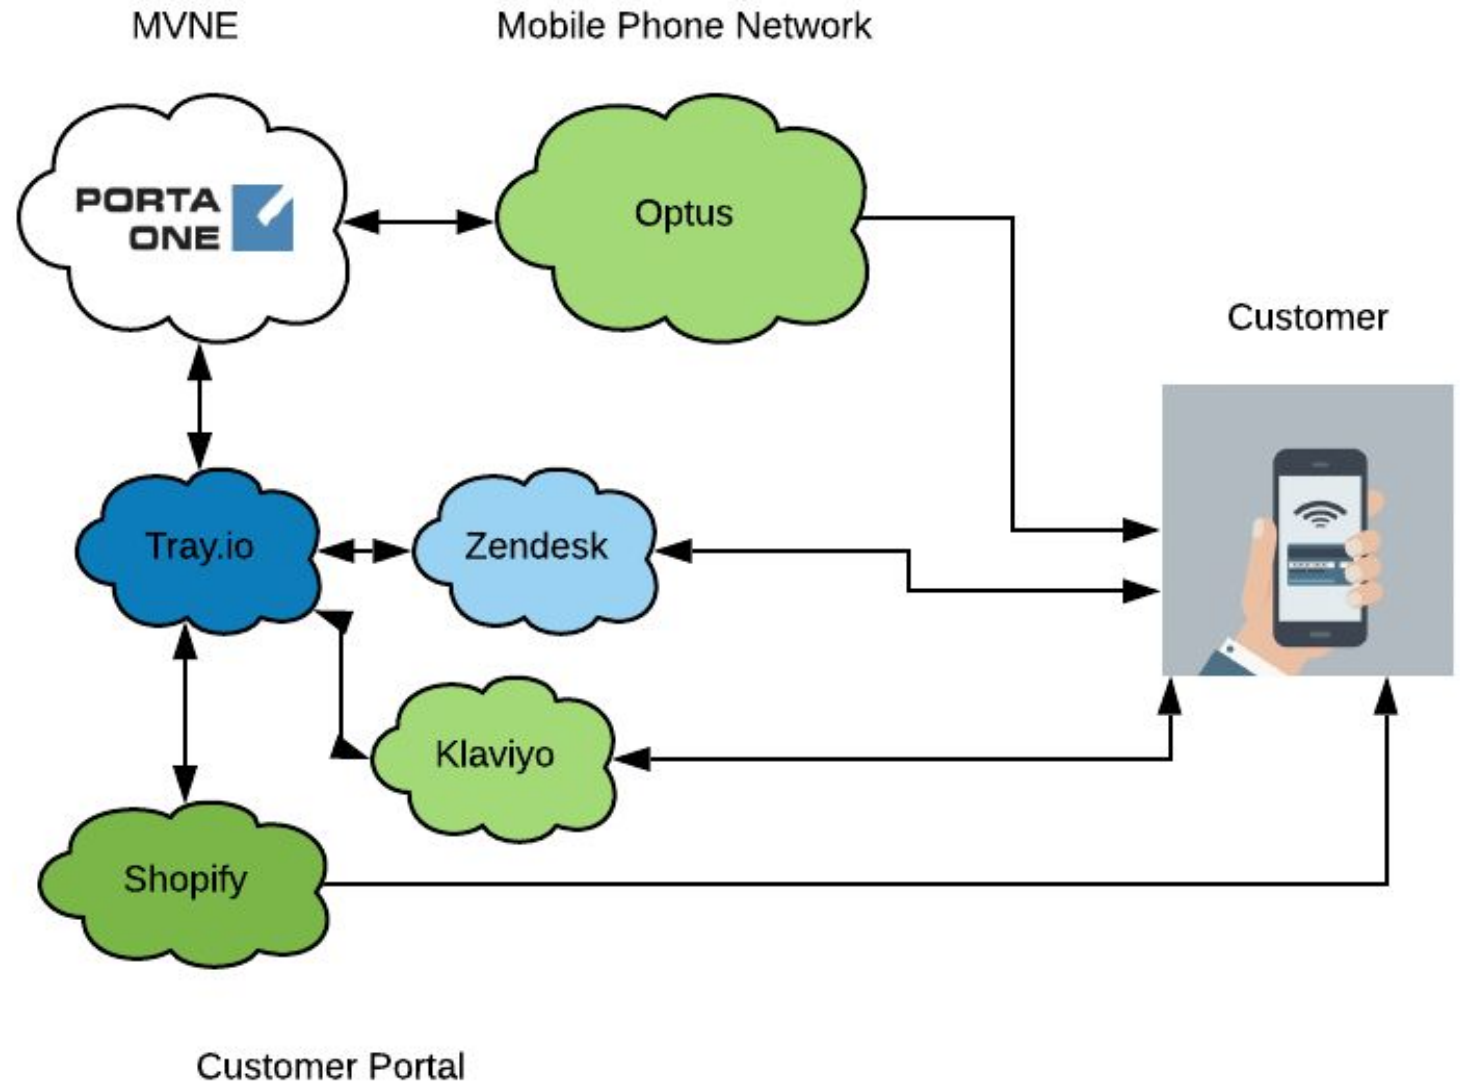 MVNE
Mobile Phone Network
PORTA
ONE
Optus
Customer
Tray.io
Zendesk
Klaviyo
Shopify
Customer Portal